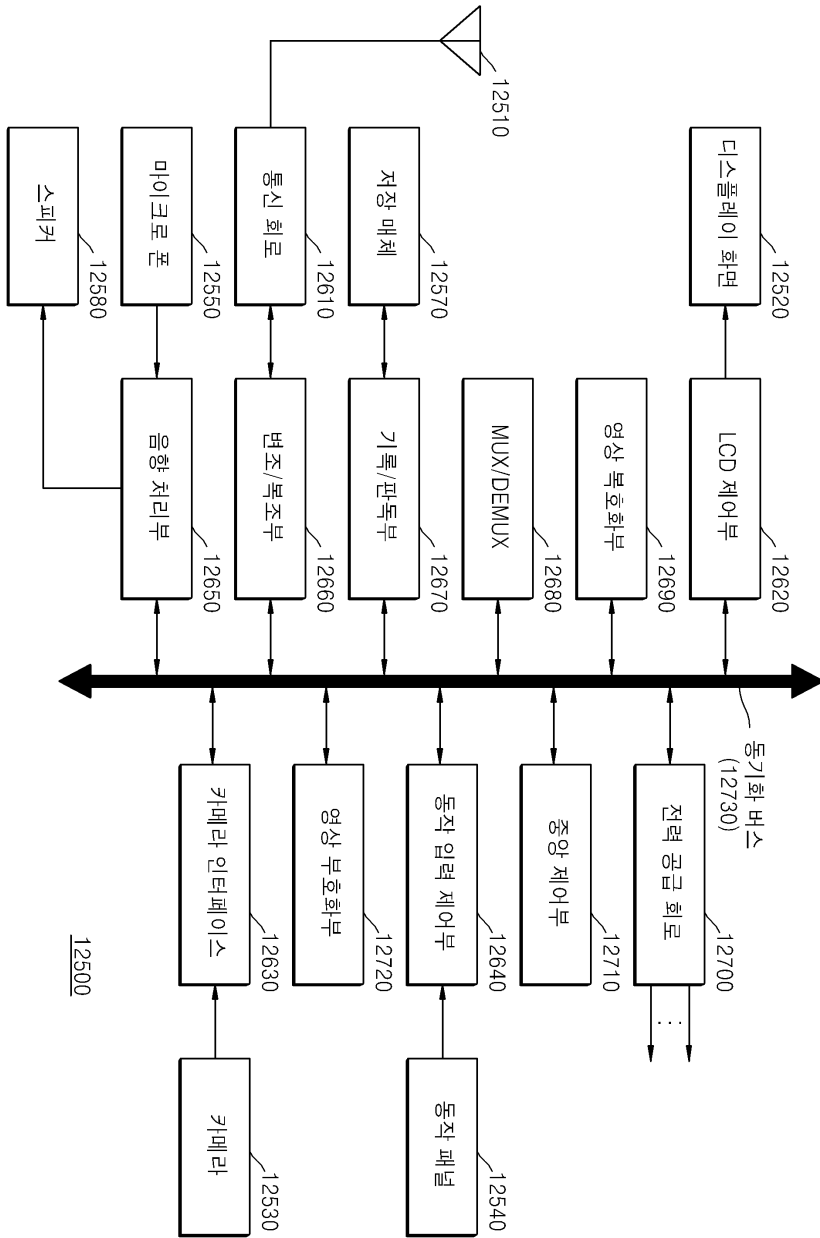 12500
디스플레이 화면
12520
LCD 제어부
12620
동기화 버스
(12730)
전력 공급 회로
12700
...
영상 복호화부
12690
중앙 제어부
12710
MUX/DEMUX
12680
동작 입력 제어부
12640
동작 패널
12540
저장 매체
12570
기록/판독부
12670
영상 부호화부
12720
12510
통신 회로
12610
변조/복조부
12660
카메라 인터페이스
12630
카메라
12530
마이크로 폰
12550
음향 처리부
12650
스피커
12580